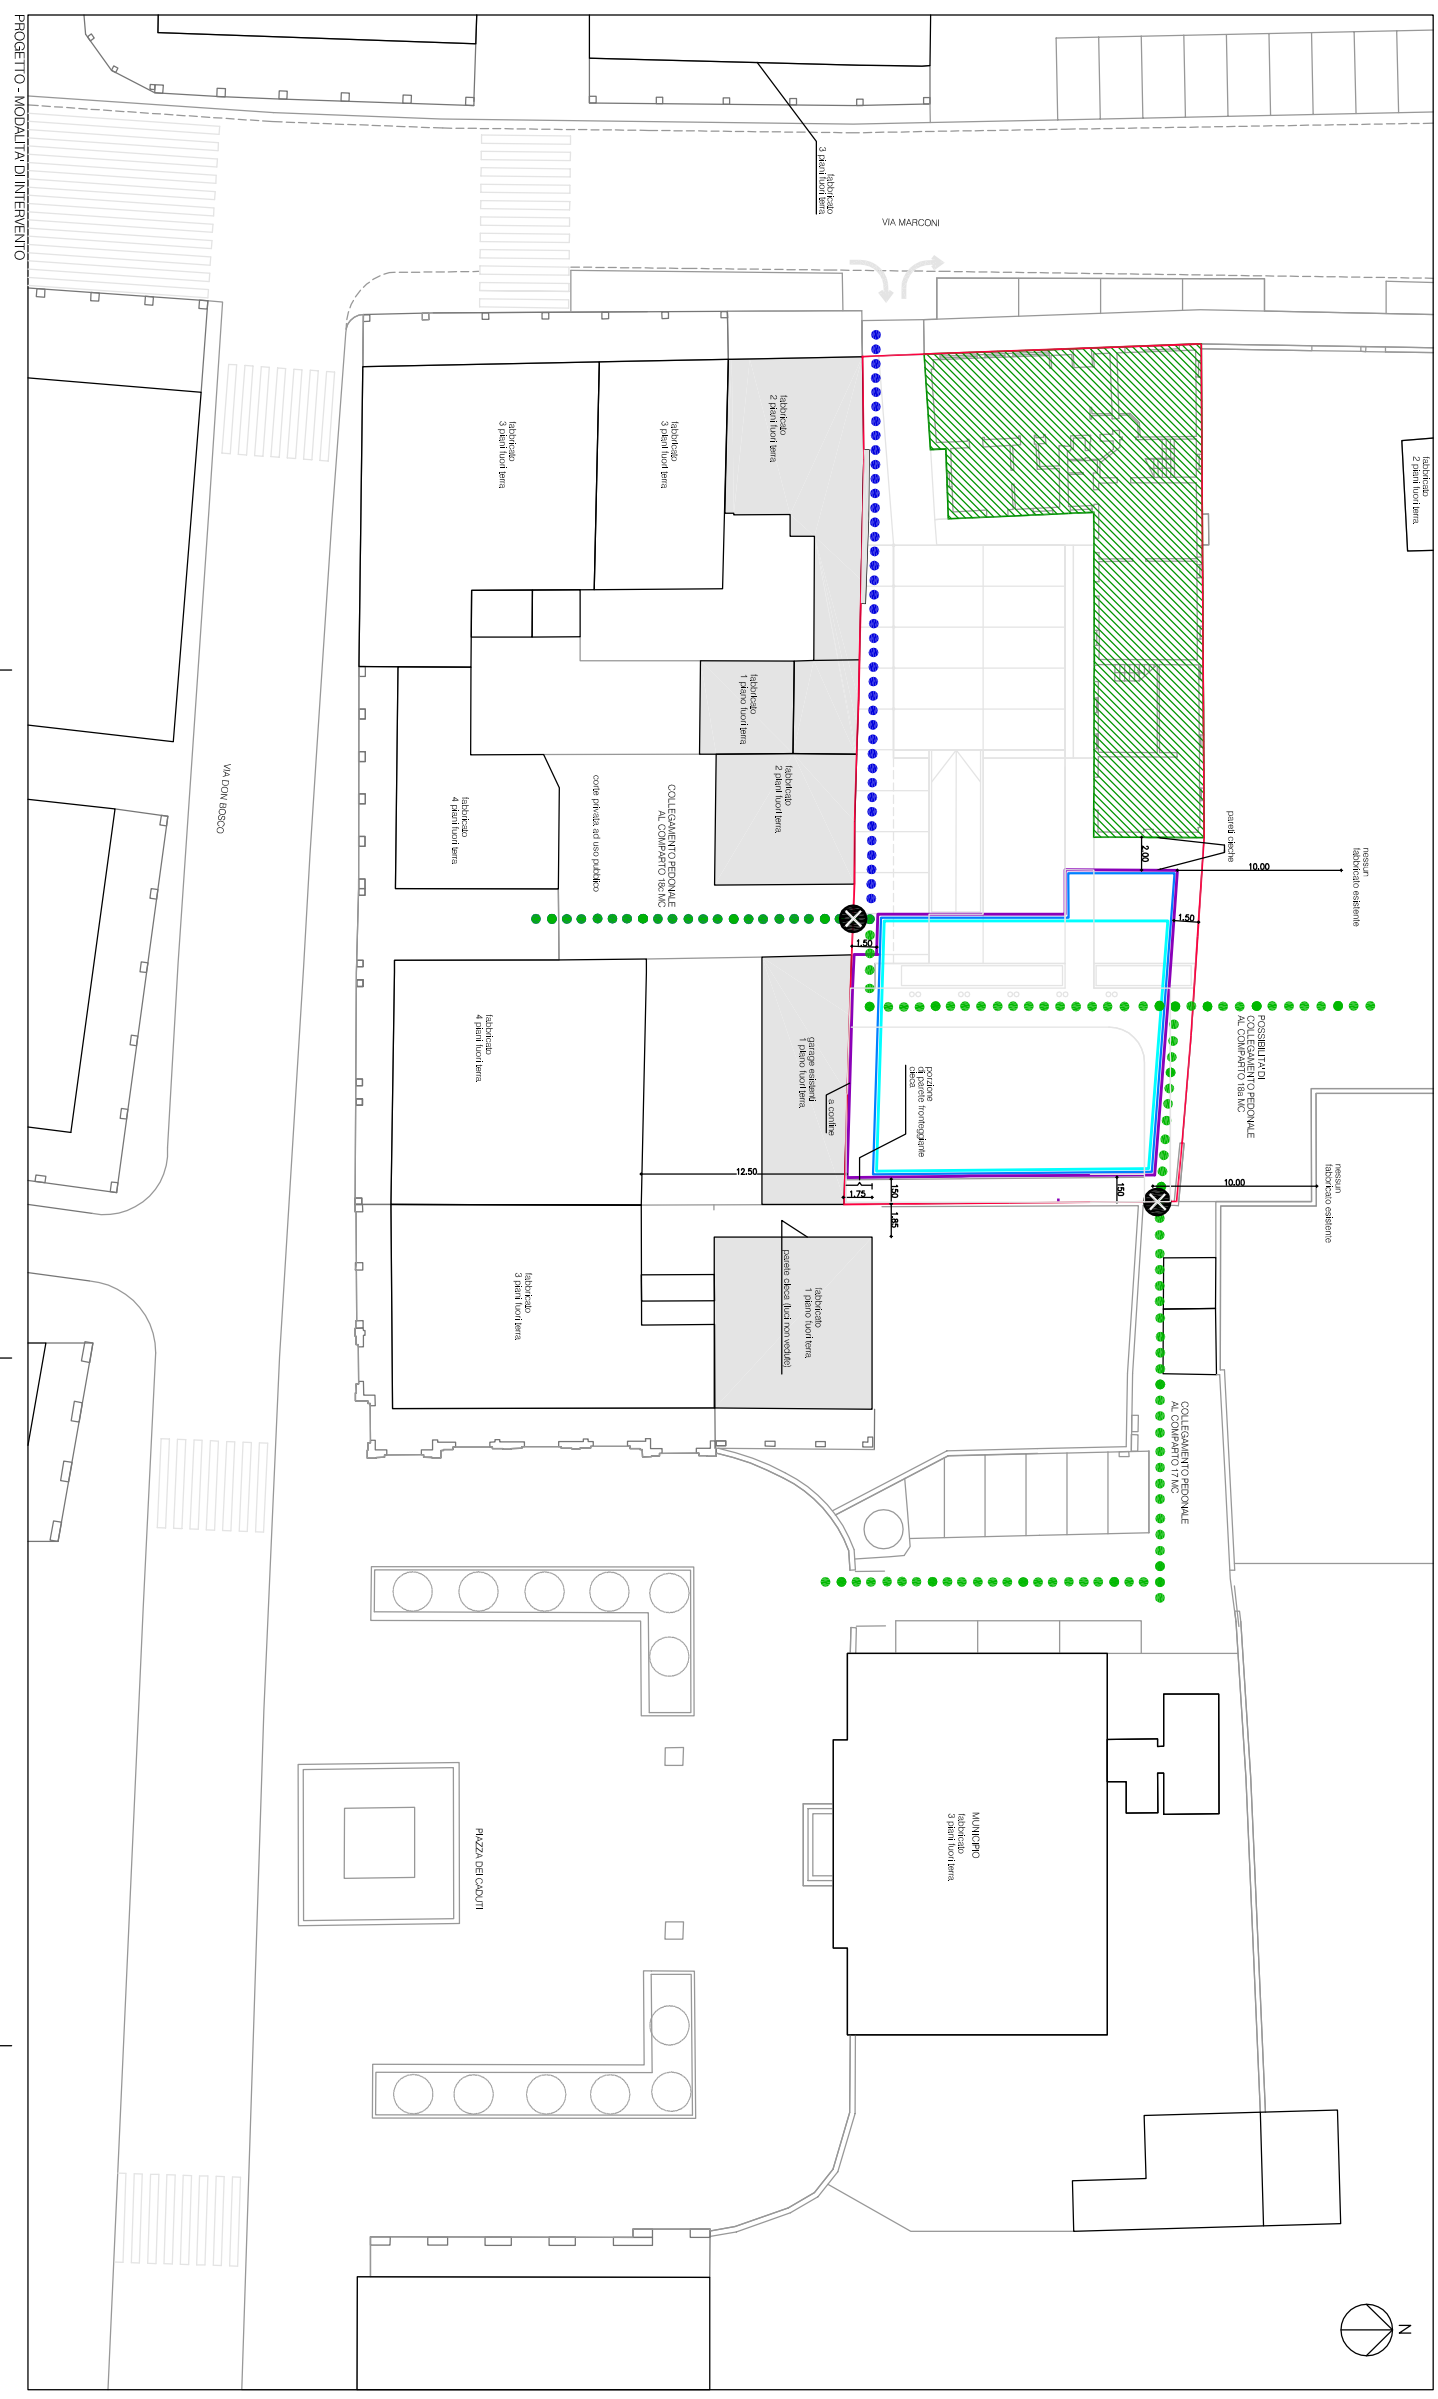 PROGETTO - MODALITA' DI INTERVENTO
fabbricato
3 piani fuori terra
VIA MARCONI
fabbricato
2 piani fuori terra
fabbricato
2 piani fuori terra
fabbricato
3 piani fuori terra
fabbricato
3 piani fuori terra
fabbricato
1 piano fuori terra
fabbricato
2 piani fuori terra
COLLEGAMENTO PEDONALE
AL COMPARTO 18c MC
corte privata ad uso pubblico
fabbricato
4 piani fuori terra
VIA DON BOSCO
pareti cieche
2.00
10.00
nessun
fabbricato esistente
1.50
1.50
POSSIBILITA' DI
COLLEGAMENTO PEDONALE
AL COMPARTO 18a MC
porzione
di parete fronteggiante
cieca
garage esistenti
1 piano fuori terra
a confine
fabbricato
4 piani fuori terra
12.50
1.75
150
1.85
150
10.00
nessun
fabbricato esistente
fabbricato
1 piano fuori terra
parete cieca (luci non vedute)
fabbricato
3 piani fuori terra
COLLEGAMENTO PEDONALE
AL COMPARTO 17 MC
MUNICIPIO
fabbricato
3 piani fuori terra
PIAZZA DEI CADUTI
N